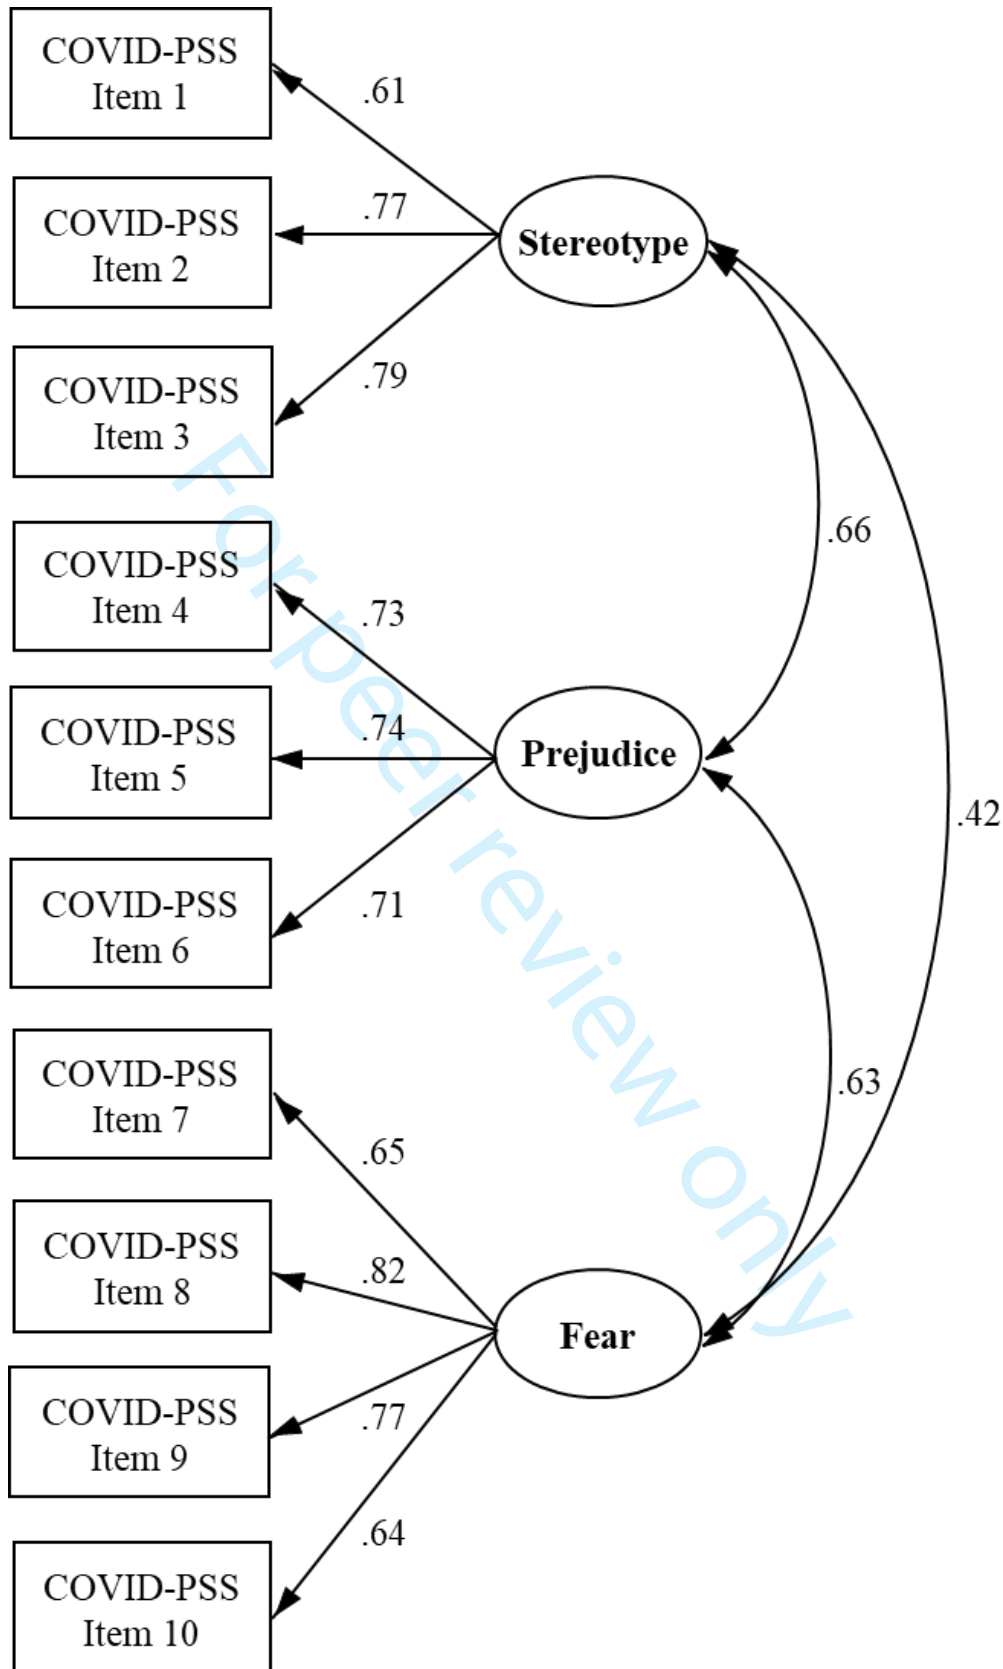 COVID-PSS
Item 1
.61
COVID-PSS
Item 2
.77
Stereotype
COVID-PSS
Item 3
.79
COVID-PSS
Item 4
.73
.66
COVID-PSS
Item 5
.74
Prejudice
.42
COVID-PSS
Item 6
.71
COVID-PSS
Item 7
.65
.63
COVID-PSS
Item 8
.82
Fear
COVID-PSS
Item 9
.77
COVID-PSS
Item 10
.64
For peer review only